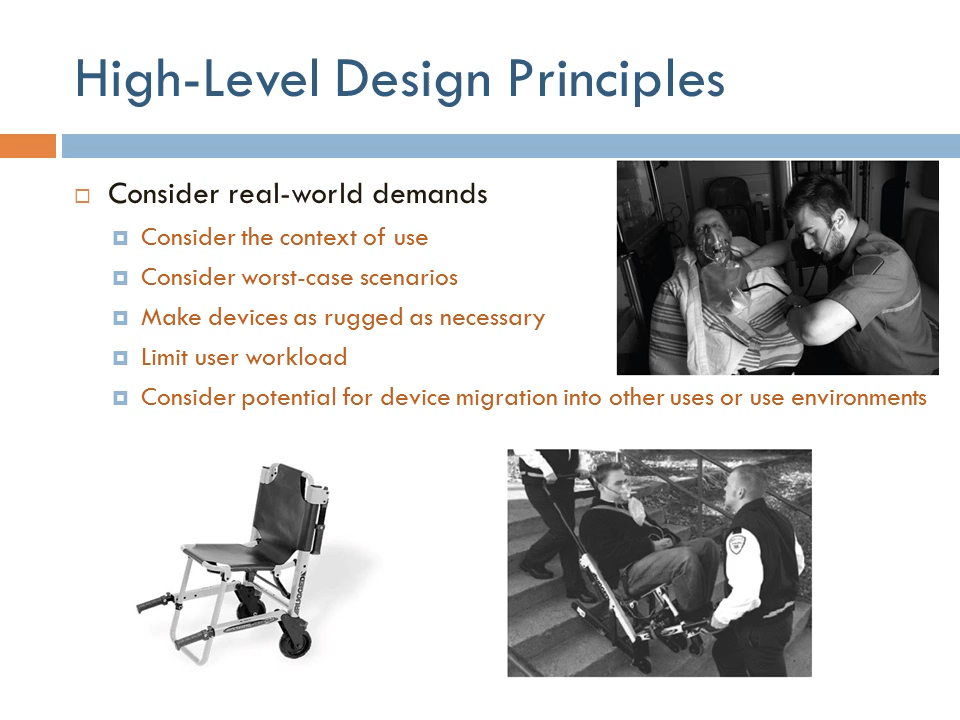 High-Level Design Principles
Consider real-world demands
Consider the context of use
Consider worst-case scenarios
Make devices as rugged as necessary
Limit user workload
Consider potential for device migration into other uses or use environments
RUGGED